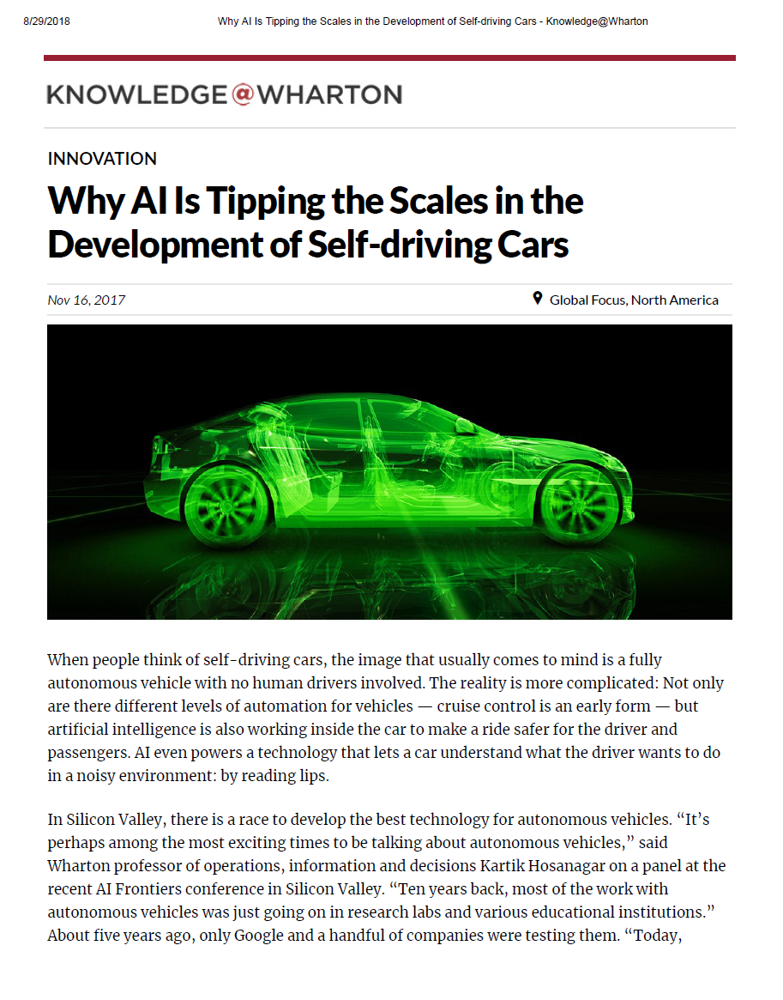 8/29/2018 Why AI Is Tipping the Scales in the Development of Self-driving Cars - Knowledge@Wharton
KNOWLEDGE@WHARTON
INNOVATION
Why AI Is Tipping the Scales in the
Development of Self-driving Cars
Nov 16, 2017 Global Focus, North America
When people think of self-driving cars, the image that usually comes to mind is a fully
autonomous vehicle with no human drivers involved. The reality is more complicated: Not only
are there different levels of automation for vehicles — cruise control is an early form — but
artificial intelligence is also working inside the car to make a ride safer for the driver and
passengers. AI even powers a technology that lets a car understand what the driver wants to do
in a noisy environment: by reading lips.
In Silicon Valley, there is a race to develop the best technology for autonomous vehicles. “It’s
perhaps among the most exciting times to be talking about autonomous vehicles,” said
Wharton professor of operations, information and decisions Kartik Hosanagar on a panel at the
recent AI Frontiers conference in Silicon Valley. “Ten years back, most of the work with
autonomous vehicles was just going on in research labs and various educational institutions.”
About five years ago, only Google and a handful of companies were testing them. “Today,